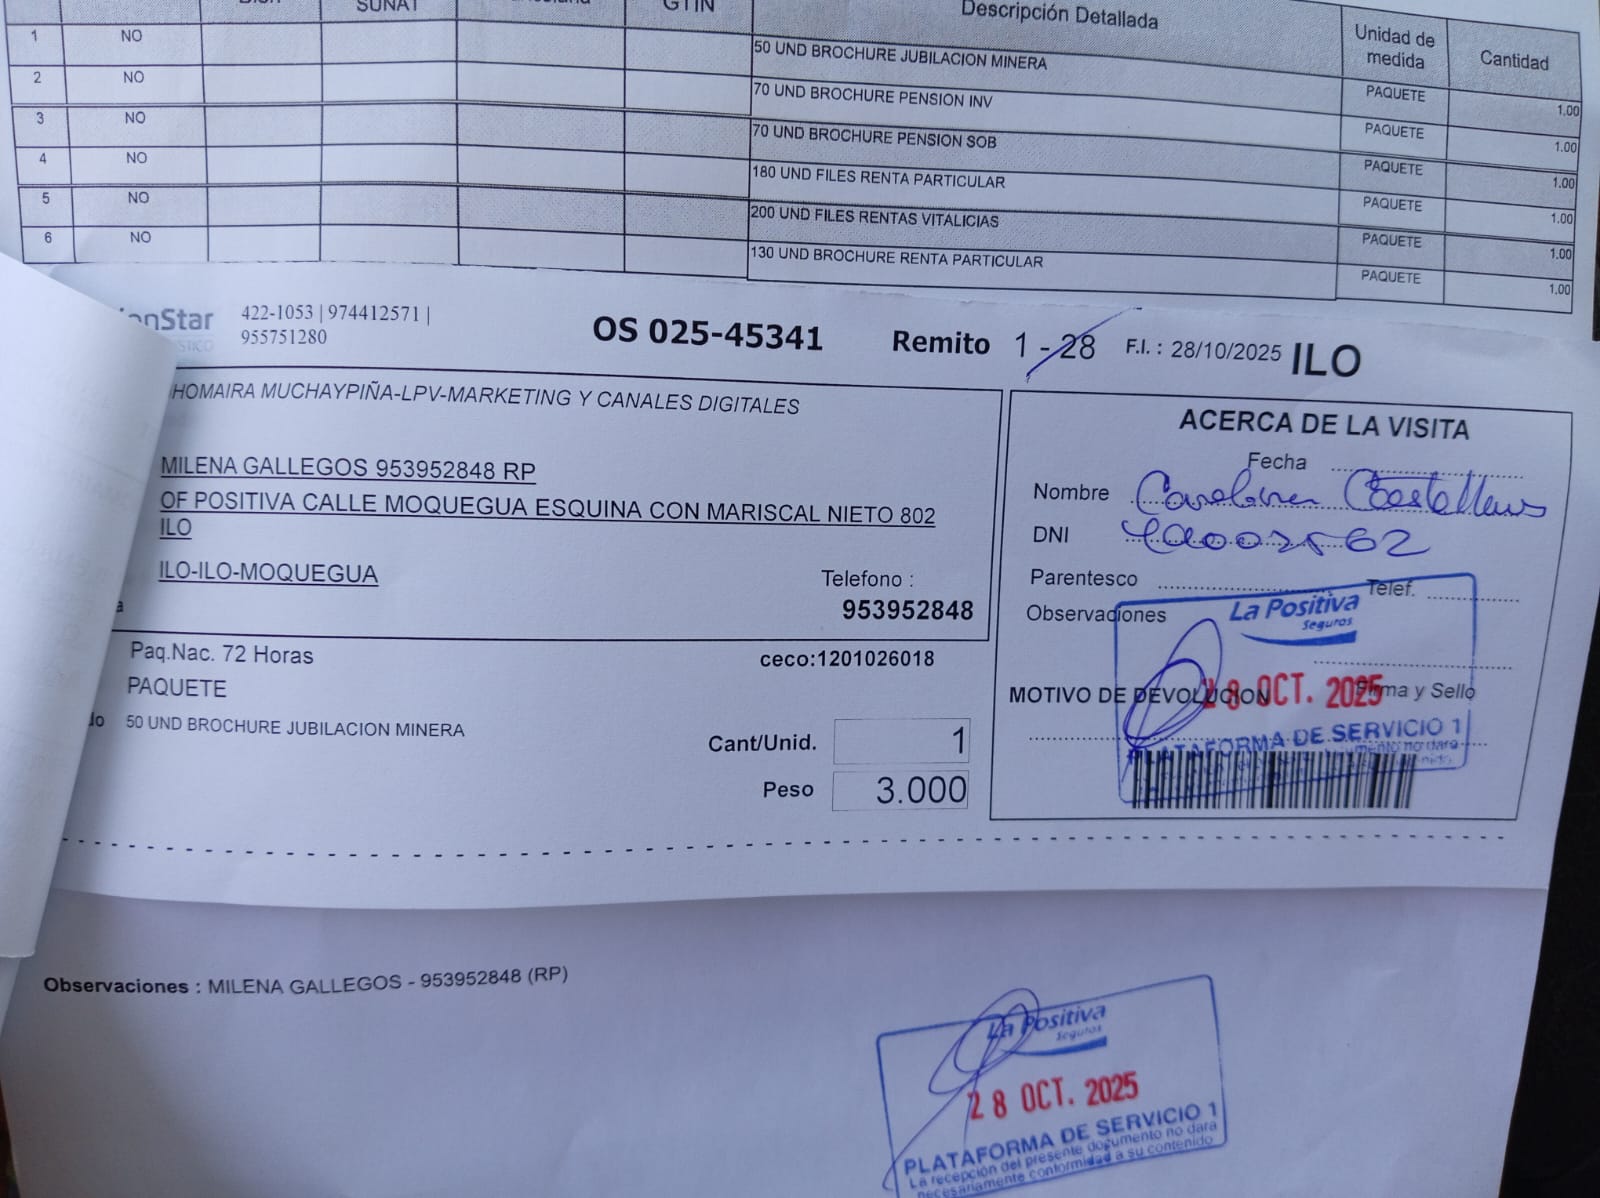 SUNAT
GTIN
Descripción Detallada
Unidad de medida
Cantidad
1 NO 50 UND BROCHURE JUBILACION MINERA PAQUETE 1.00
2 NO 70 UND BROCHURE PENSION INV PAQUETE 1.00
3 NO 70 UND BROCHURE PENSION SOB PAQUETE 1.00
4 NO 180 UND FILES RENTA PARTICULAR PAQUETE 1.00
5 NO 200 UND FILES RENTAS VITALICIAS PAQUETE 1.00
6 NO 130 UND BROCHURE RENTA PARTICULAR PAQUETE 1.00
enStar 422-1053 | 974412571 |
955751280
OS 025-45341 Remito 1 - 28 F.I. : 28/10/2025 ILO
HOMAIRA MUCHAYPIÑA-LPV-MARKETING Y CANALES DIGITALES
MILENA GALLEGOS 953952848 RP
OF POSITIVA CALLE MOQUEGUA ESQUINA CON MARISCAL NIETO 802
ILO
ILO-ILO-MOQUEGUA
Telefono :
953952848
Paq.Nac. 72 Horas
ceco:1201026018
PAQUETE
do 50 UND BROCHURE JUBILACION MINERA
Cant/Unid. 1
Peso 3.000
ACERCA DE LA VISITA
Fecha
Nombre
DNI
Parentesco Telef.
Observaciones
La Positiva
Seguros
MOTIVO DE DEVOLUCION Firma y Sello
28 OCT. 2025
PLATAFORMA DE SERVICIO 1
Observaciones : MILENA GALLEGOS - 953952848 (RP)
La Positiva
Seguros
28 OCT. 2025
PLATAFORMA DE SERVICIO 1
La recepción del presente documento no dará
necesariamente conformidad a su contenido